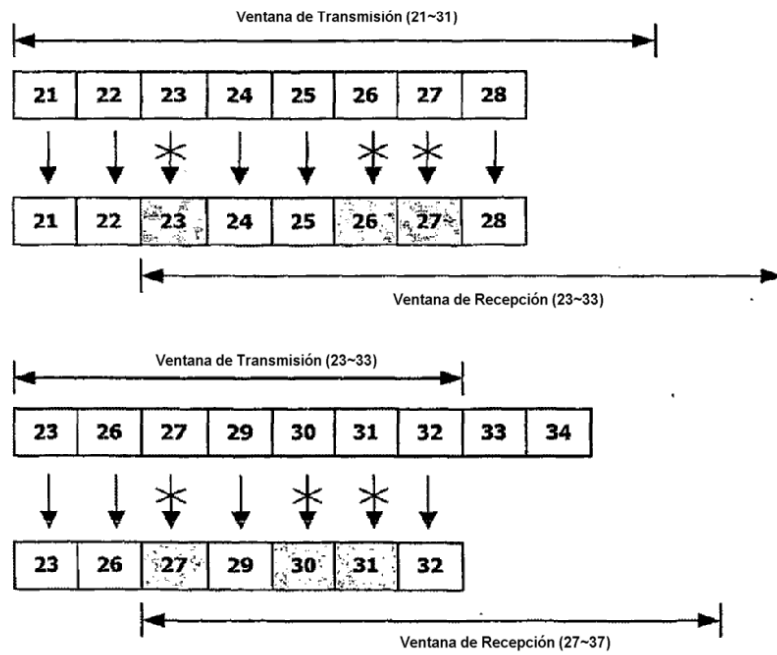 Ventana de Transmisión (21~31)
21 22 23 24 25 26 27 28
21 22 23 24 25 26 27 28
Ventana de Recepción (23~33)
Ventana de Transmisión (23~33)
23 26 27 29 30 31 32 33 34
23 26 27 29 30 31 32
Ventana de Recepción (27~37)